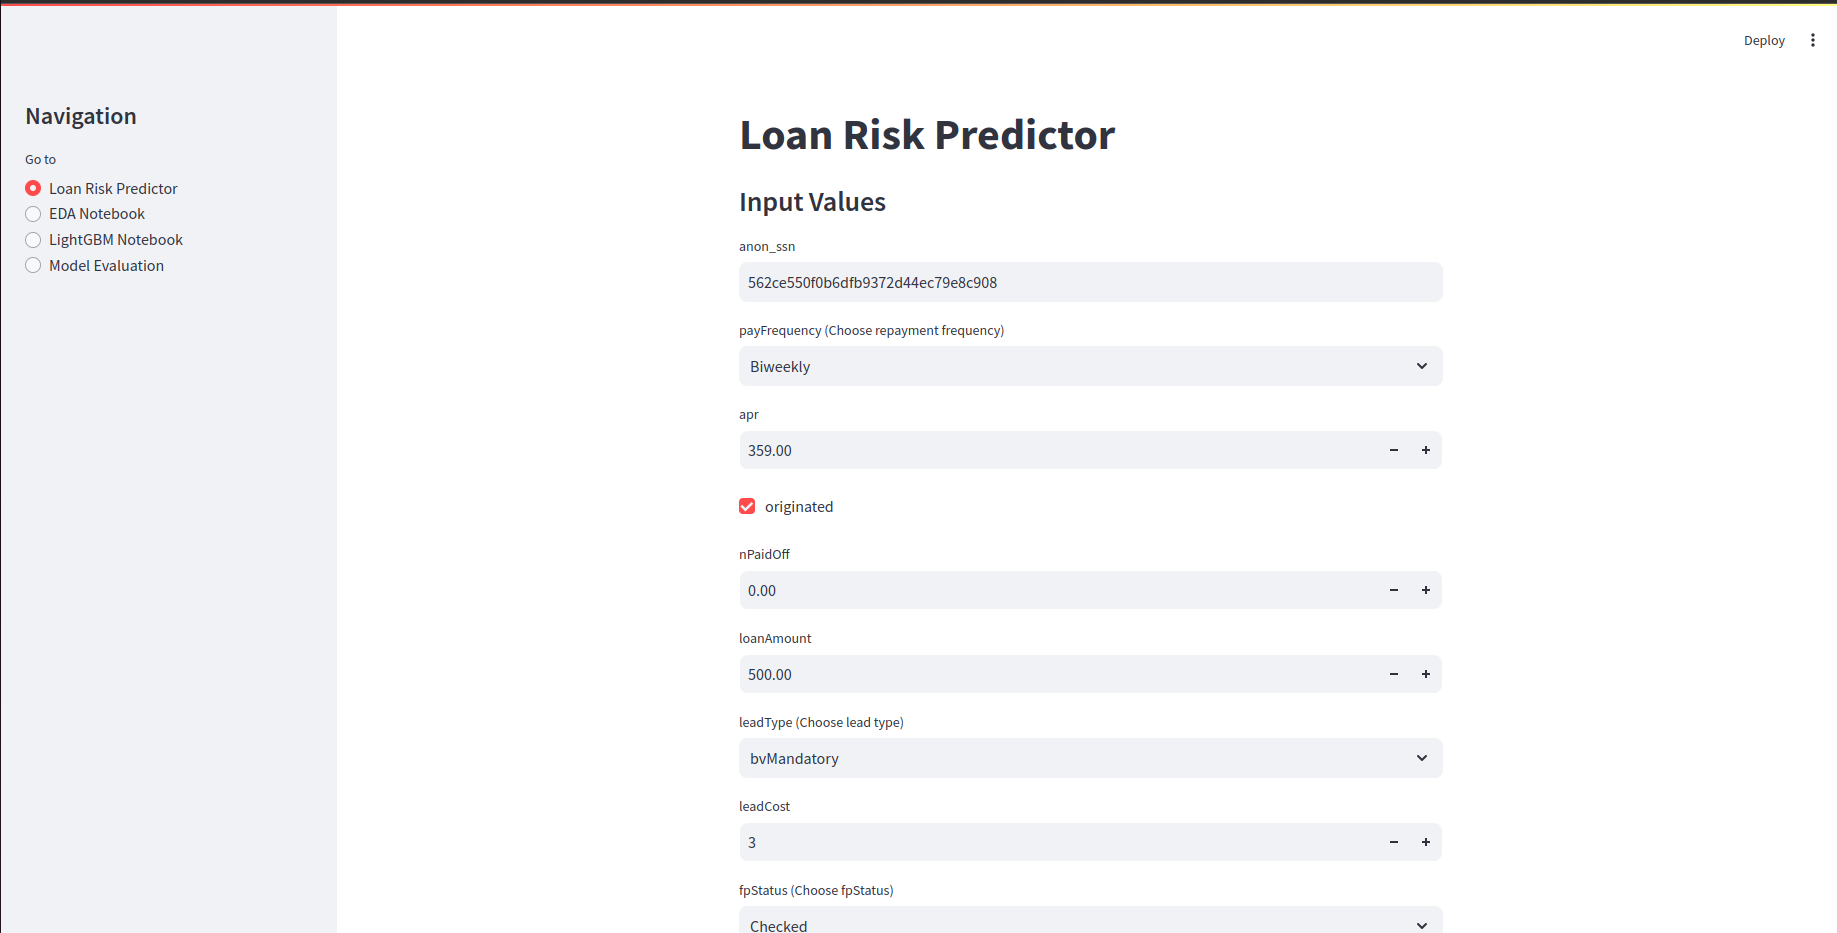 Deploy
Navigation
Go to
Loan Risk Predictor
EDA Notebook
LightGBM Notebook
Model Evaluation
Loan Risk Predictor
Input Values
anon_ssn
562ce550f0b6dfb9372d44ec79e8c908
payFrequency (Choose repayment frequency)
Biweekly
apr
359.00
originated
nPaidOff
0.00
loanAmount
500.00
leadType (Choose lead type)
bvMandatory
leadCost
3
fpStatus (Choose fpStatus)
Checked